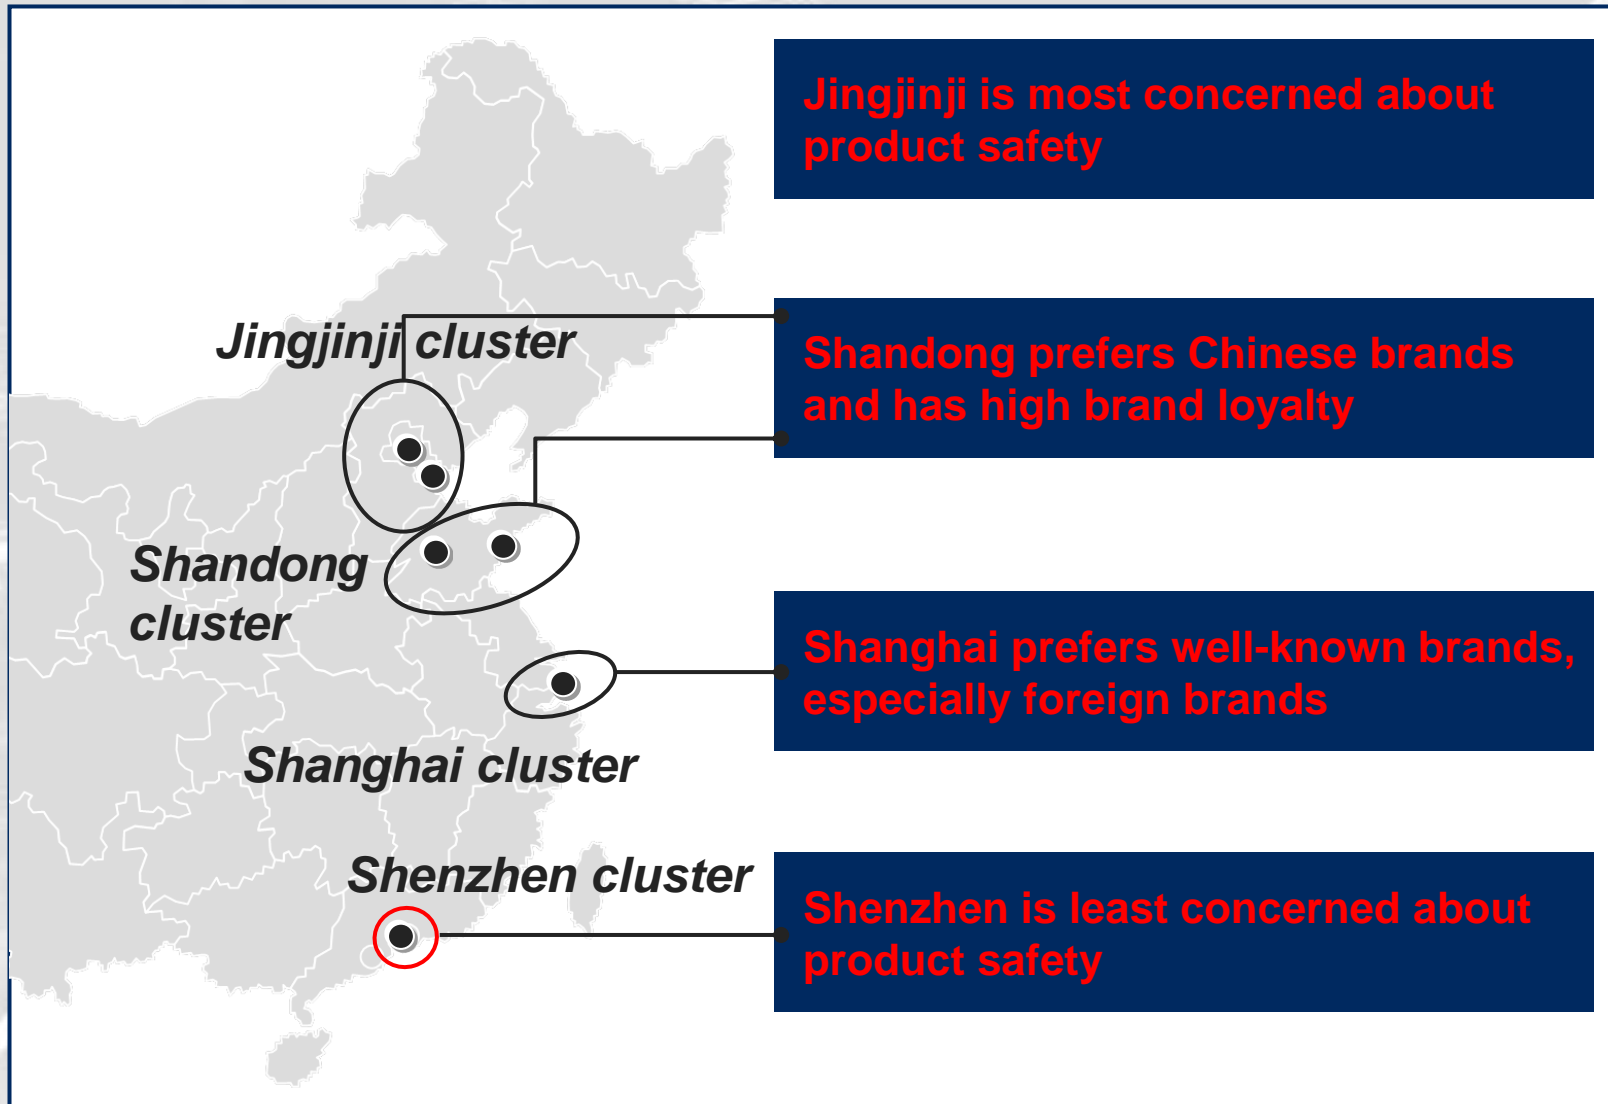 Jingjinji is most concerned about
product safety
Jingjinji cluster
Shandong prefers Chinese brands
and has high brand loyalty
Shandong
cluster
Shanghai prefers well-known brands,
especially foreign brands
Shanghai cluster
Shenzhen cluster
Shenzhen is least concerned about
product safety